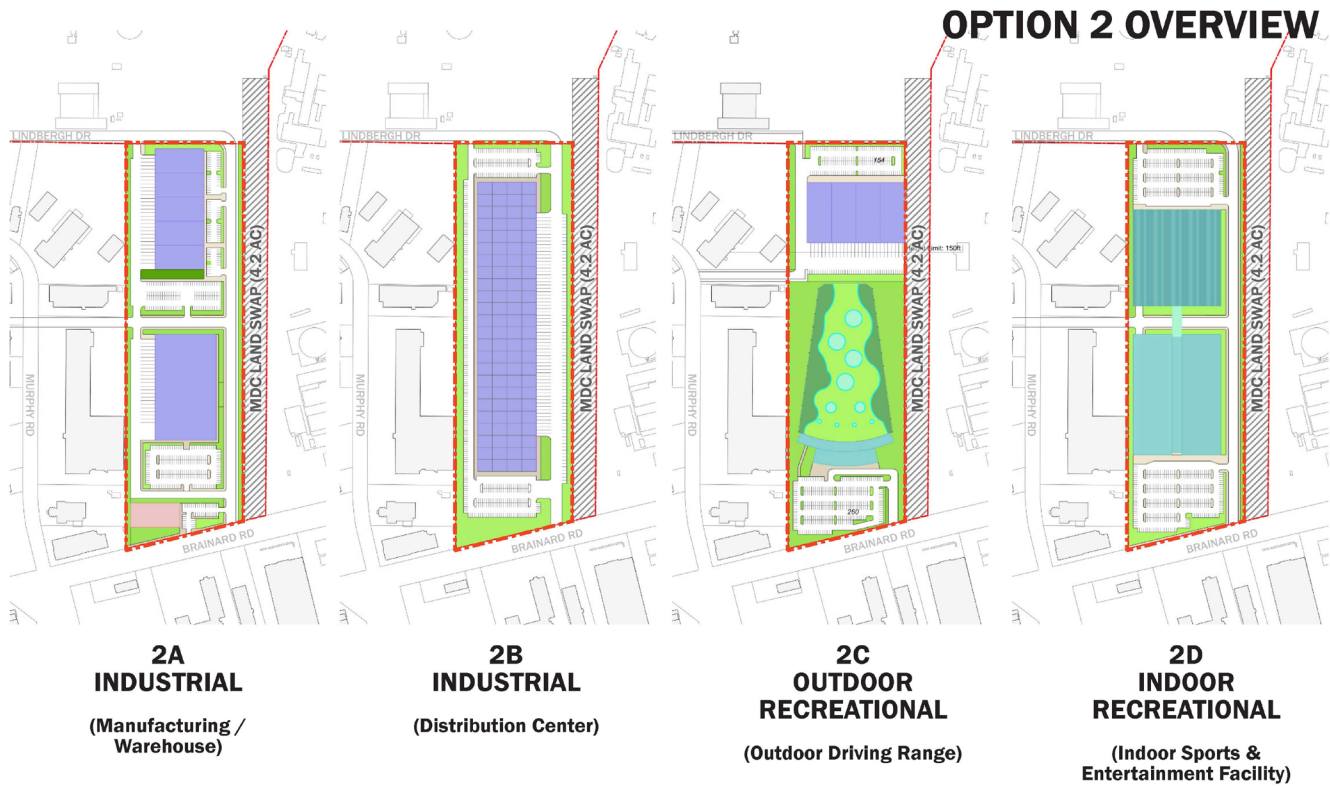 OPTION 2 OVERVIEW
LINDBERGH DR
MURPHY RD
BRAINARD RD
MDC LAND SWAP (4.2 AC)
LINDBERGH DR
MURPHY RD
BRAINARD RD
MDC LAND SWAP (4.2 AC)
LINDBERGH DR
154
MDC LAND SWAP (4.2 AC)
imit: 150ft
MURPHY RD
260
BRAINARD RD
LINDBERGH DR
MDC LAND SWAP (4.2 AC)
MURPHY RD
BRAINARD RD
2A
INDUSTRIAL
(Manufacturing /
Warehouse)
2B
INDUSTRIAL
(Distribution Center)
2C
OUTDOOR
RECREATIONAL
(Outdoor Driving Range)
2D
INDOOR
RECREATIONAL
(Indoor Sports &
Entertainment Facility)